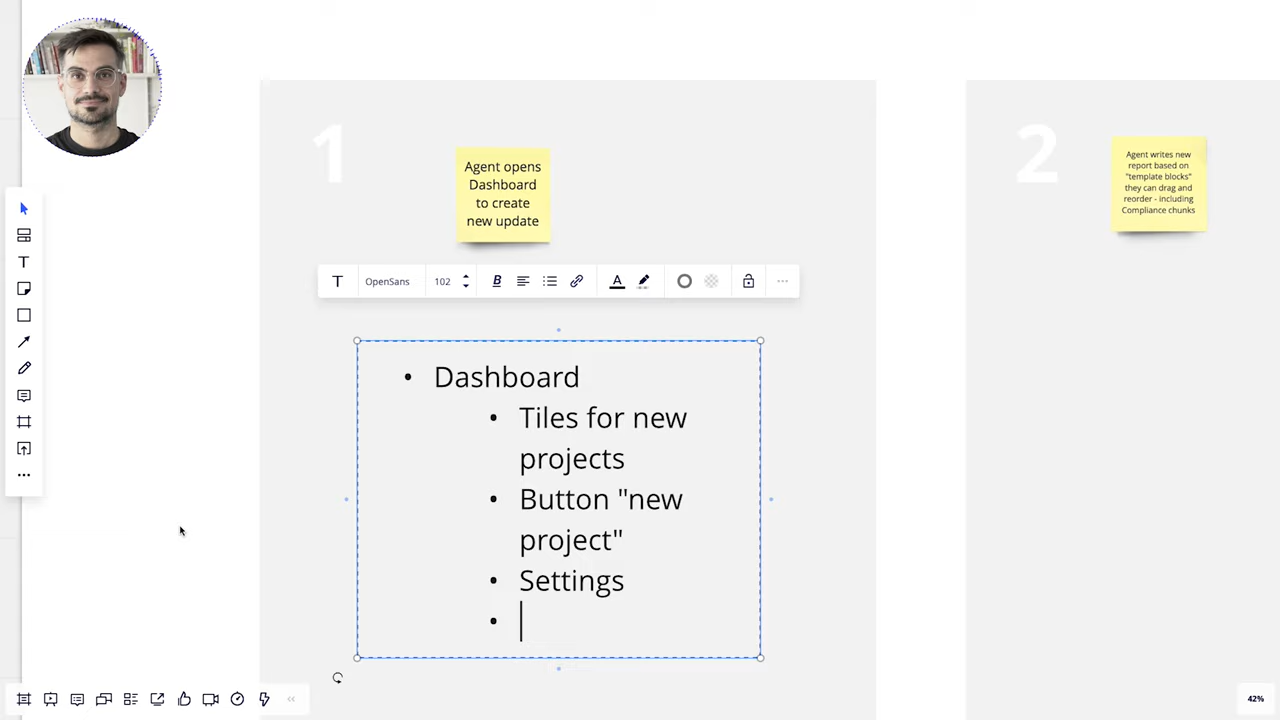 1
Agent opens
Dashboard
to create
new update
2
Agent writes new
report based on
"template blocks"
they can drag and
reorder - including
Compliance chunks
T
OpenSans
102
B
A
T
• Dashboard
• Tiles for new
projects
• Button "new
project"
• Settings
•
42%